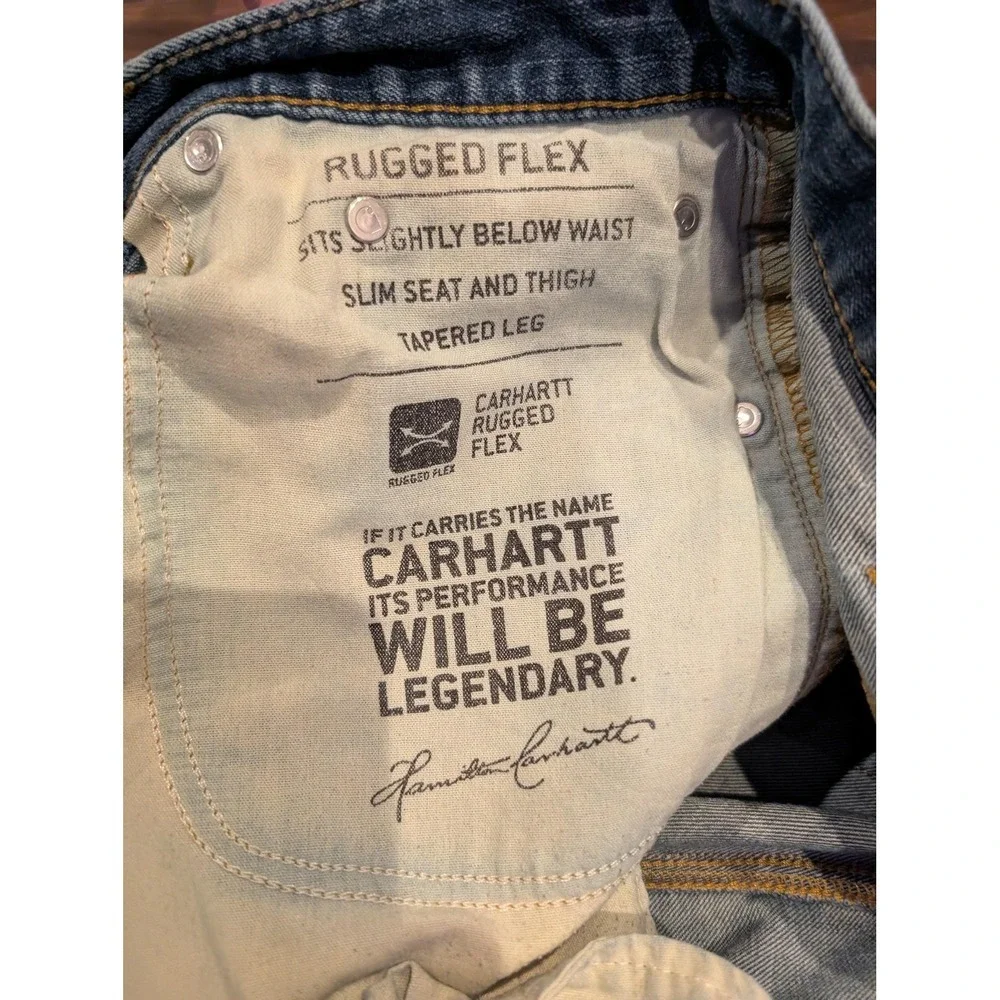 RUGGED FLEX
SITS SLIGHTLY BELOW WAIST
SLIM SEAT AND THIGH
TAPERED LEG
CARHARTT
RUGGED
FLEX
RUGGED FLEX
IF IT CARRIES THE NAME
CARHARTT
ITS PERFORMANCE
WILL BE
LEGENDARY.
Hamilton Carhartt